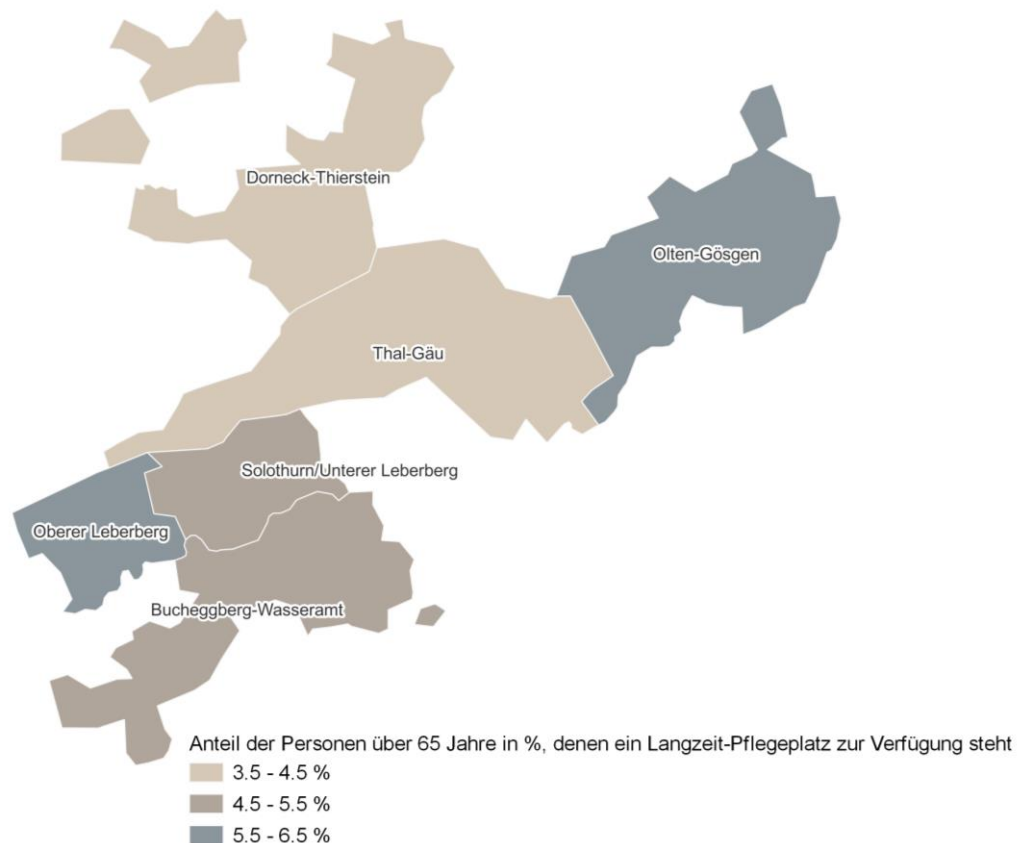 Dorneck-Thierstein
Olten-Gösgen
Thal-Gäu
Solothurn/Unterer Leberberg
Oberer Leberberg
Bucheggberg-Wasseramt
Anteil der Personen über 65 Jahre in %, denen ein Langzeit-Pflegeplatz zur Verfügung steht
3.5 - 4.5 %
4.5 - 5.5 %
5.5 - 6.5 %